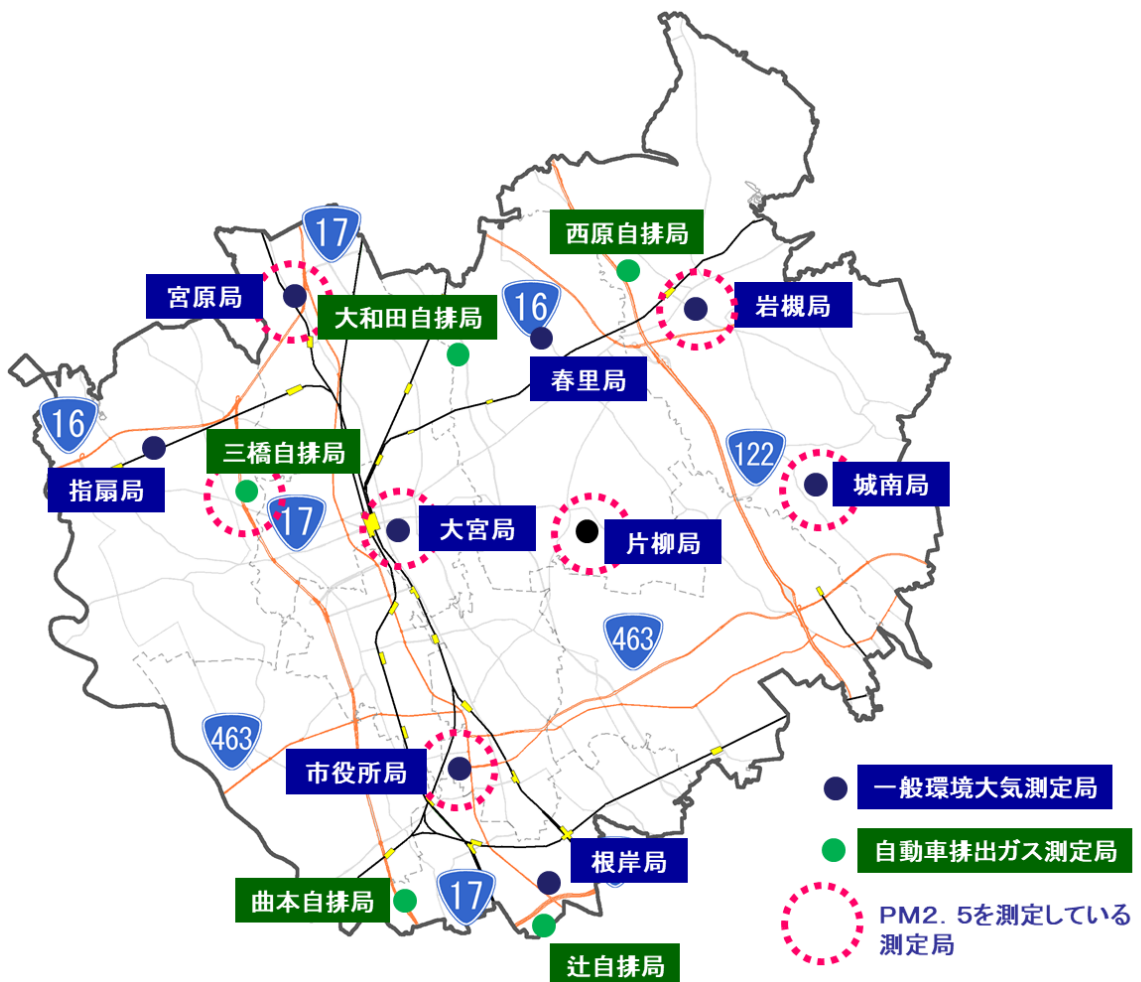 17
西原自排局
宮原局
大和田自排局
16
岩槻局
春里局
16
三橋自排局
122
指扇局
17
大宮局
城南局
片柳局
463
463
市役所局
一般環境大気測定局
自動車排出ガス測定局
根岸局
曲本自排局
17
PM2．5を測定している
測定局
辻自排局